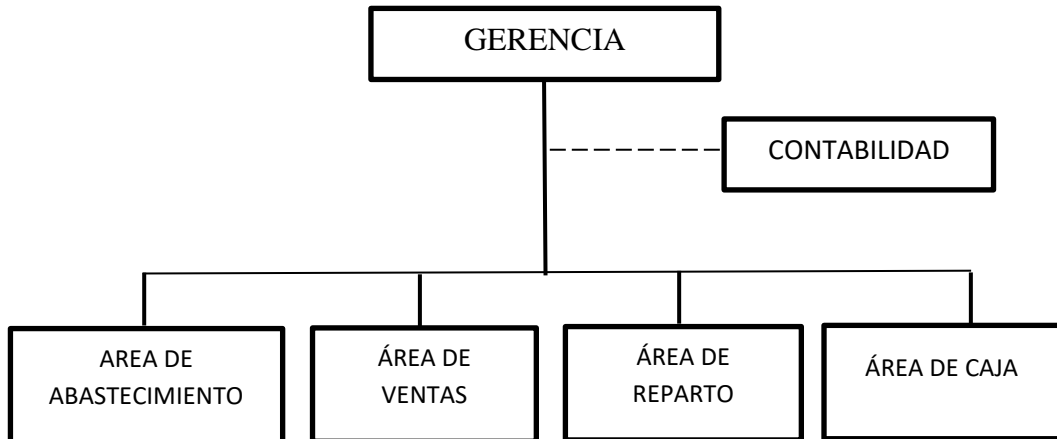 GERENCIA
CONTABILIDAD
AREA DE
ABASTECIMIENTO
ÁREA DE
VENTAS
ÁREA DE
REPARTO
ÁREA DE CAJA